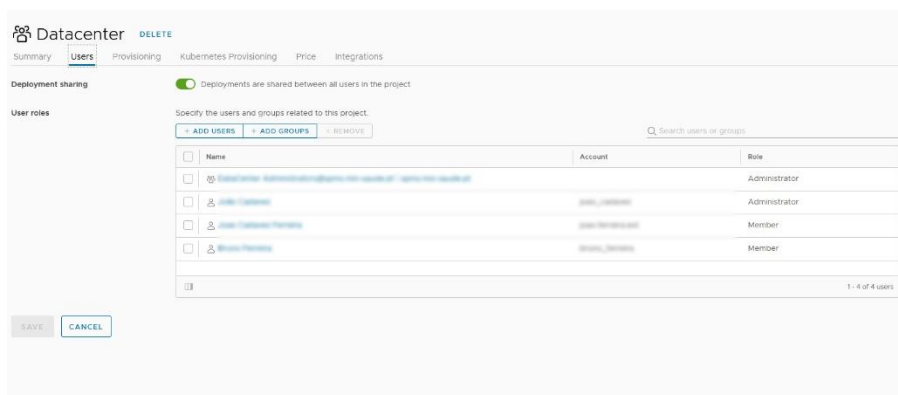 Datacenter DELETE
Summary Users Provisioning Kubernetes Provisioning Price Integrations
Deployment sharing Deployments are shared between all users in the project
User roles Specify the users and groups related to this project.
+ ADD USERS + ADD GROUPS × REMOVE Search users or groups
Name Account Role
Administrator
Administrator
Member
Member
1 - 4 of 4 users
SAVE CANCEL